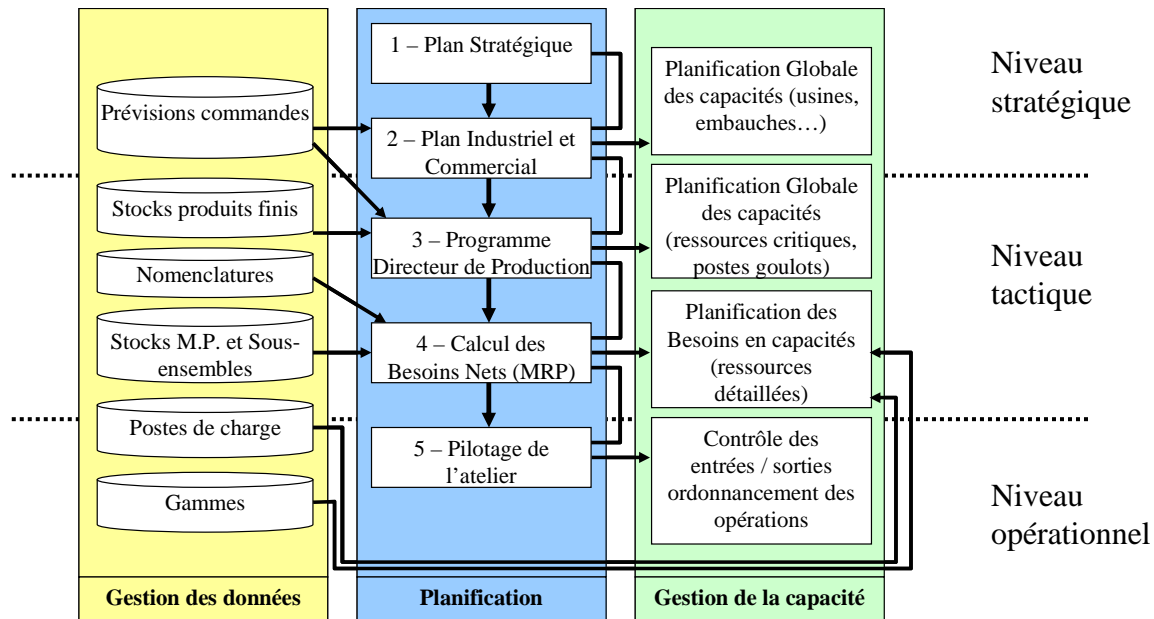 Prévisions commandes
Stocks produits finis
Nomenclatures
Stocks M.P. et Sous-
ensembles
Postes de charge
Gammes
Gestion des données
1 – Plan Stratégique
2 – Plan Industriel et
Commercial
3 – Programme
Directeur de Production
4 – Calcul des
Besoins Nets (MRP)
5 – Pilotage de
l’atelier
Planification
Planification Globale
des capacités (usines,
embauches…)
Planification Globale
des capacités
(ressources critiques,
postes goulots)
Planification des
Besoins en capacités
(ressources
détaillées)
Contrôle des
entrées / sorties
ordonnancement des
opérations
Gestion de la capacité
Niveau
stratégique
Niveau
tactique
Niveau
opérationnel